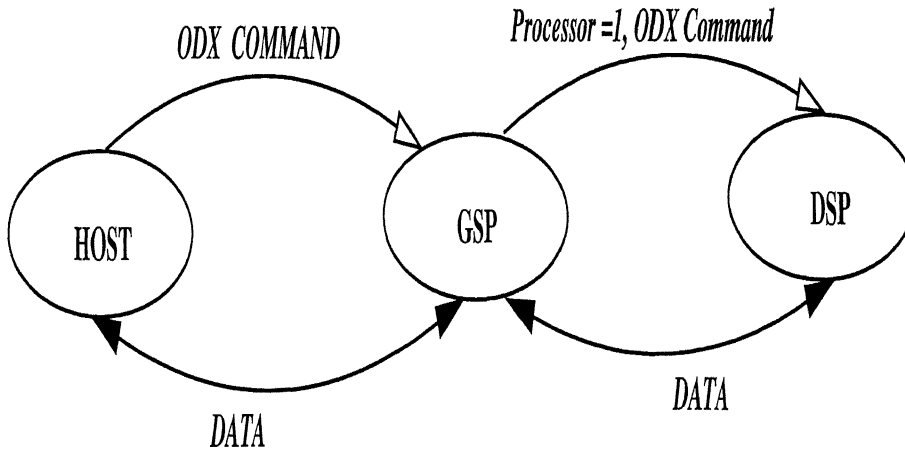 ODX COMMAND
Processor =1, ODX Command
HOST
GSP
DSP
DATA
DATA